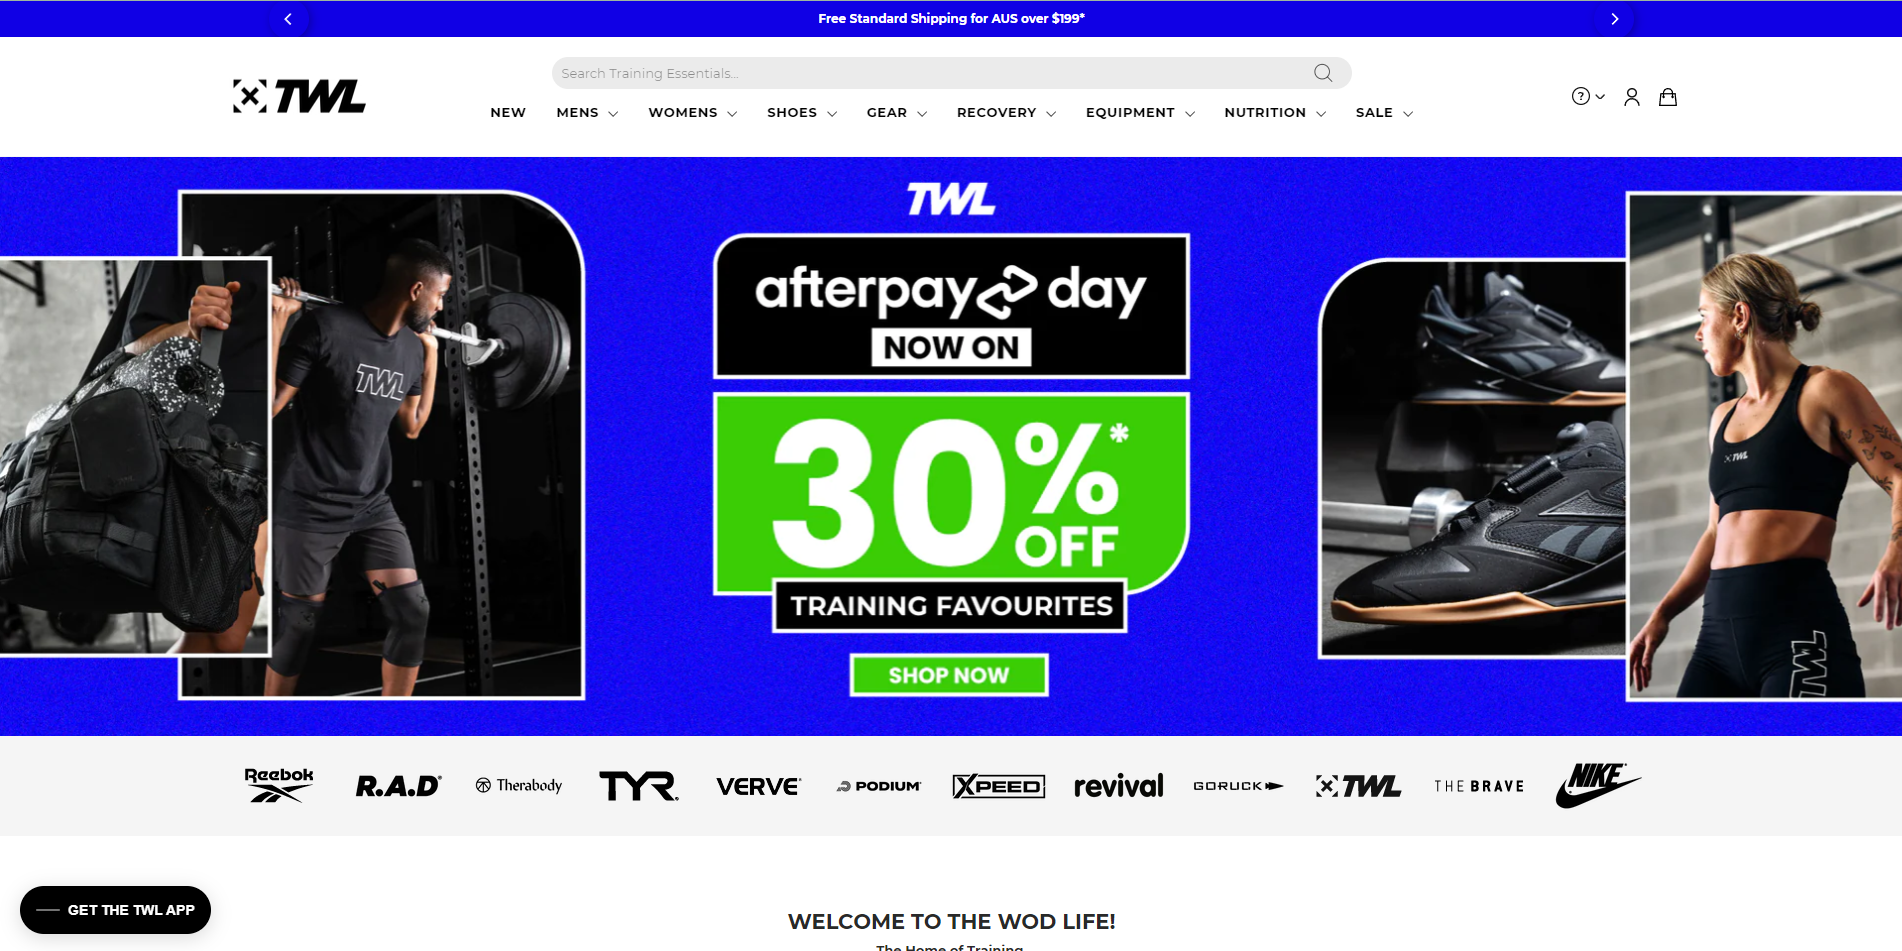 Free Standard Shipping for AUS over $199*
TWL
Search Training Essentials...
NEW MENS WOMENS SHOES GEAR RECOVERY EQUIPMENT NUTRITION SALE
TWL
afterpay day
NOW ON
30%* OFF
TRAINING FAVOURITES
SHOP NOW
TWL
TWL
TWL
Reebok R.A.D® Therabody TYR VERVE PODIUM XPEED revival GORUCK TWL THE BRAVE NIKE
GET THE TWL APP
WELCOME TO THE WOD LIFE!
The Home of Training